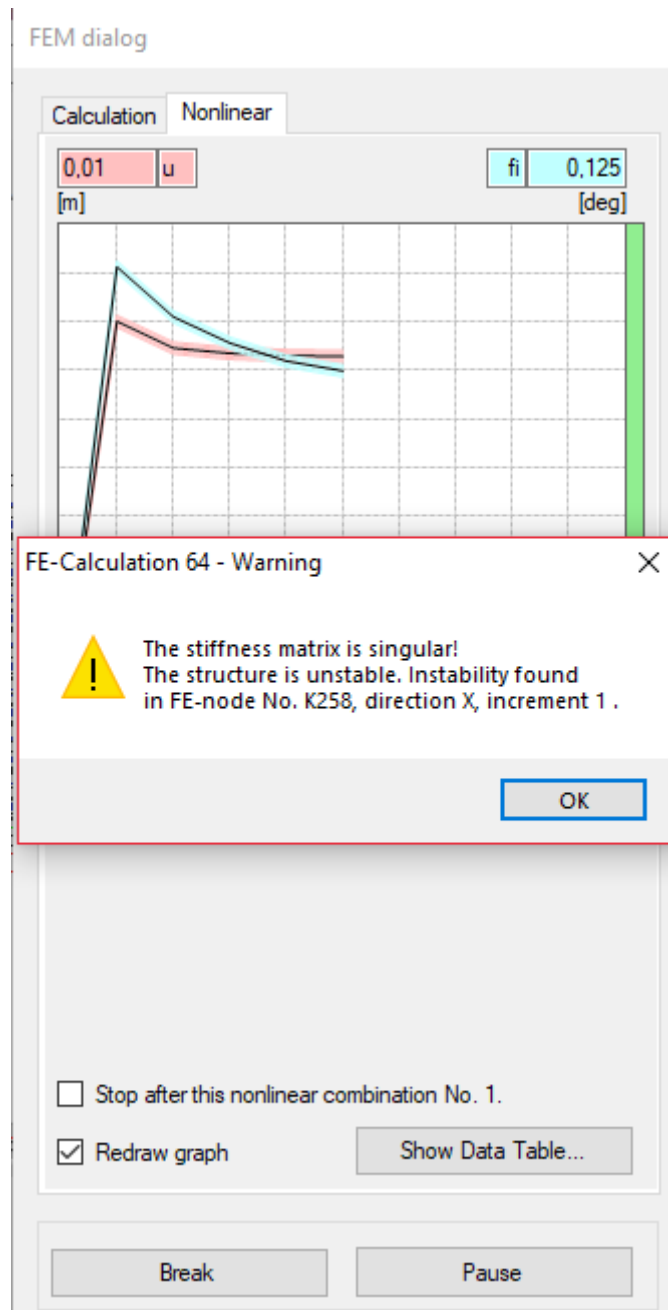 FEM dialog
Calculation Nonlinear
0,01 u fi 0,125
[m] [deg]
FE-Calculation 64 - Warning
The stiffness matrix is singular!
The structure is unstable. Instability found
in FE-node No. K258, direction X, increment 1 .
OK
Stop after this nonlinear combination No. 1.
Redraw graph Show Data Table...
Break Pause